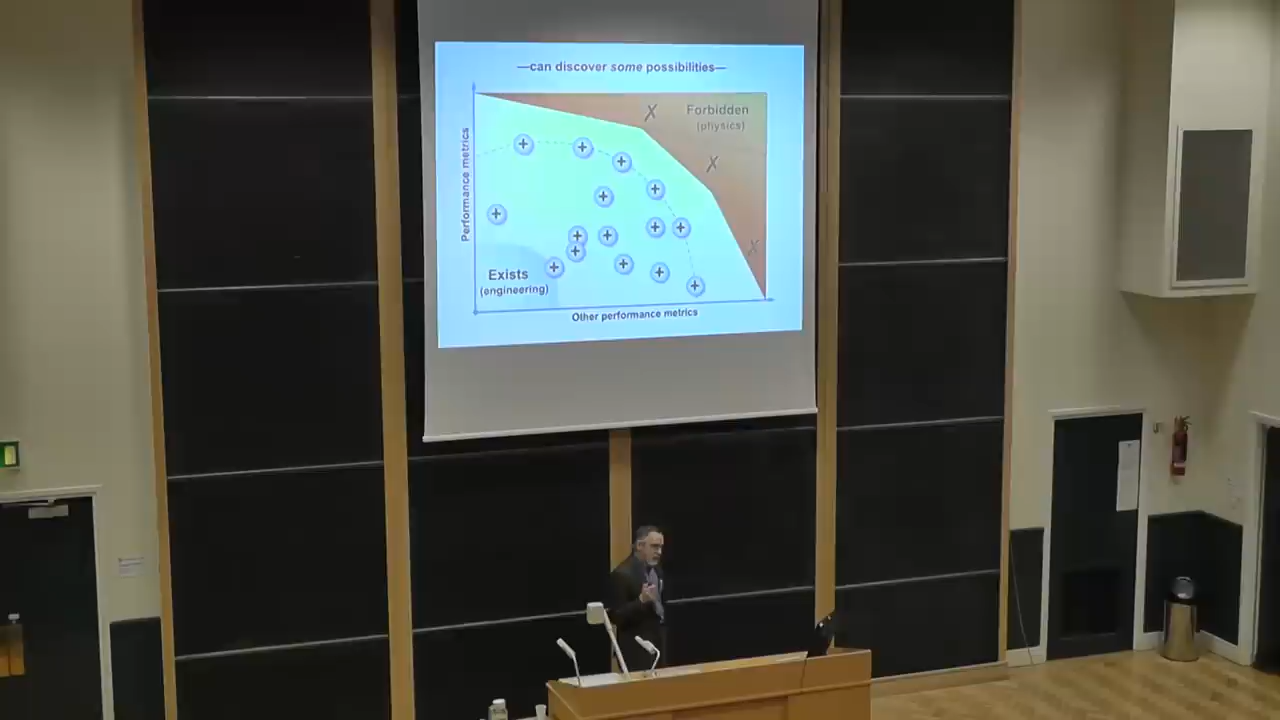 —can discover some possibilities—
Forbidden
(physics)
Performance metrics
Exists
(engineering)
Other performance metrics